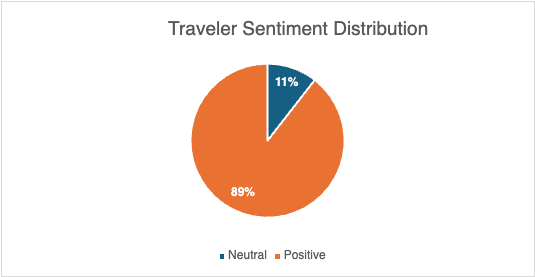 Traveler Sentiment Distribution
11%
89%
Neutral Positive